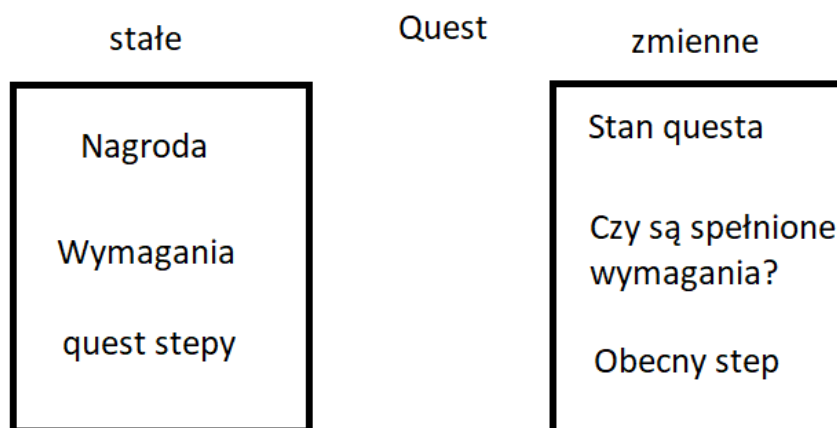 Quest
stałe
zmienne
Nagroda
Wymagania
quest stepy
Stan questa
Czy są spełnione
wymagania?
Obecny step